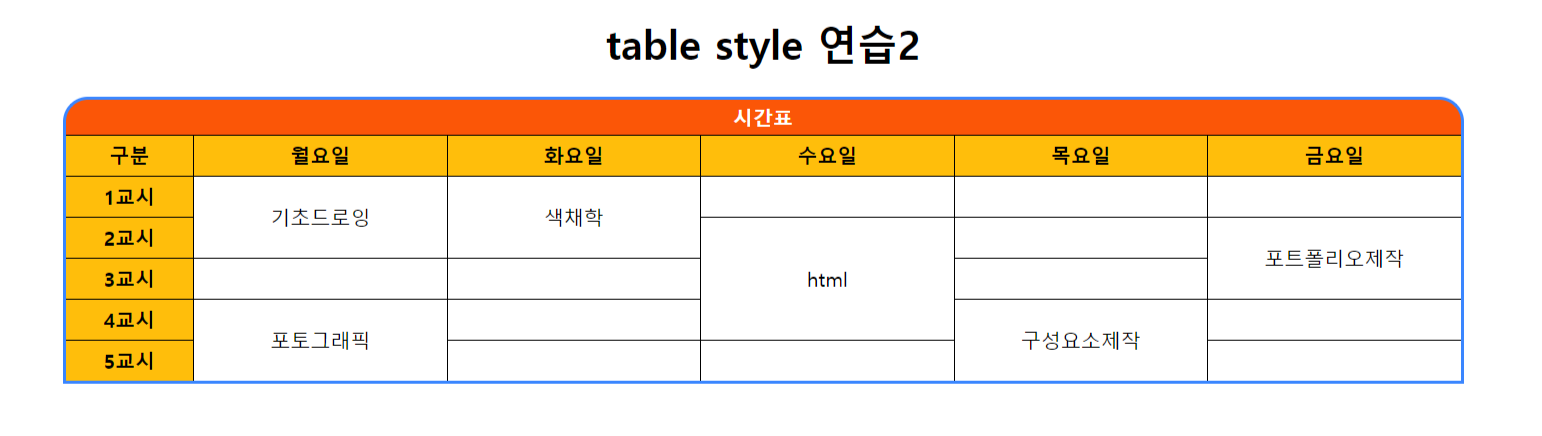 table style 연습2
시간표
구분 월요일 화요일 수요일 목요일 금요일
1교시
기초드로잉 색채학
2교시
포트폴리오제작
3교시 html
4교시
포토그래픽 구성요소제작
5교시